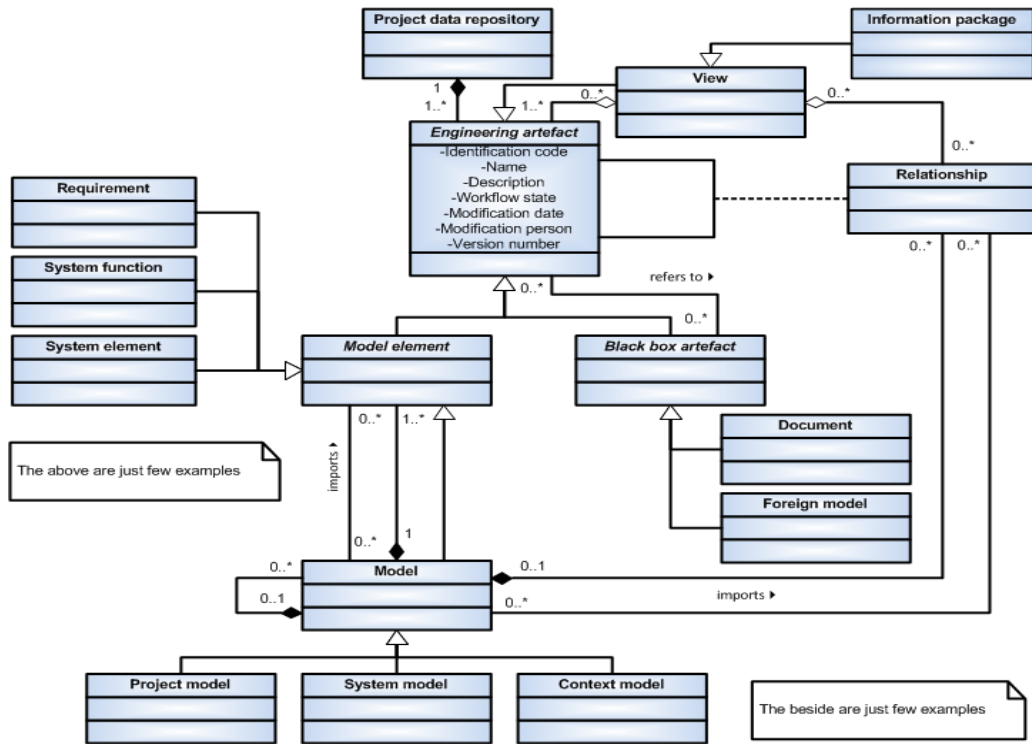 Project data repository
Information package
View
1
1..*
1..*
0..*
0..*
0..*
Engineering artefact
-Identification code
-Name
-Description
-Workflow state
-Modification date
-Modification person
-Version number
Relationship
0..*
0..*
Requirement
System function
System element
0..*
refers to ▸
0..*
Model element
Black box artefact
0..*
1..*
imports ▸
0..*
1
Document
Foreign model
The above are just few examples
Model
0..*
0..1
0..1
0..*
imports ▸
Project model
System model
Context model
The beside are just few examples